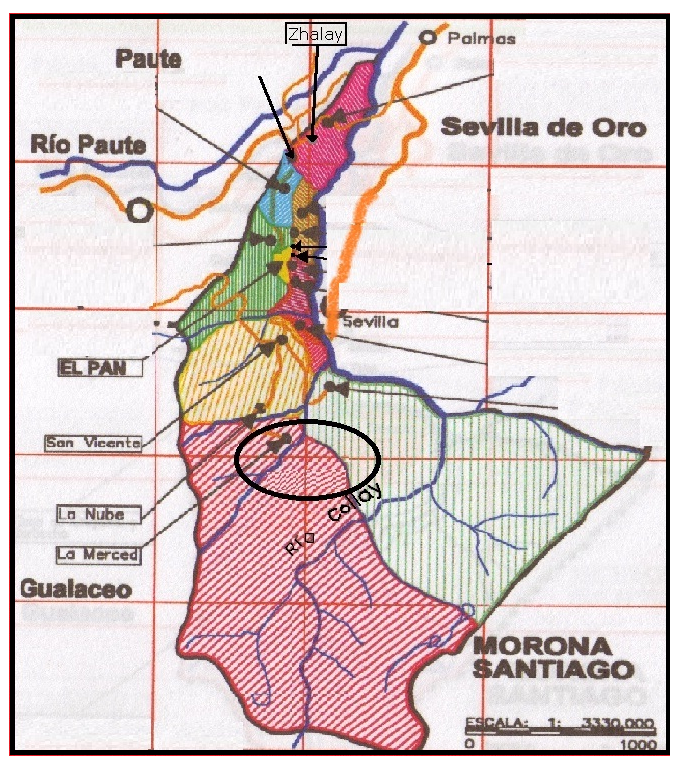 Zhalay
Palmas
Paute
Sevilla de Oro
Río Paute
Sevilla
EL PAN
San Vicente
La Nube
Collay
La Merced
Gualaceo
MORONA
SANTIAGO
ESCALA: 1: 3330,000
0 1000